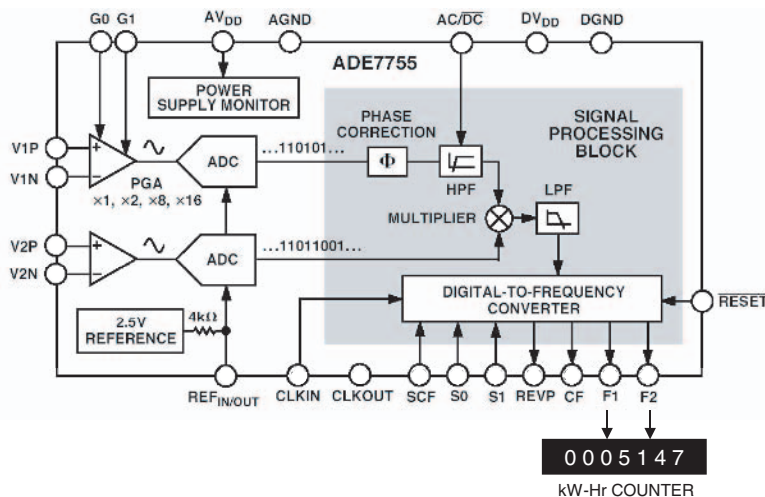 G0 G1 AVDD AGND AC/DC DVDD DGND
ADE7755
POWER
SUPPLY MONITOR
PHASE
CORRECTION
SIGNAL
PROCESSING
BLOCK
V1P
V1N
+
−
PGA
×1, ×2, ×8, ×16
ADC
...110101...
Φ
HPF
LPF
MULTIPLIER
V2P
V2N
+
−
ADC
...11011001...
2.5V
REFERENCE
4kΩ
DIGITAL-TO-FREQUENCY
CONVERTER
RESET
REFIN/OUT CLKIN CLKOUT SCF S0 S1 REVP CF F1 F2
0005147
kW-Hr COUNTER